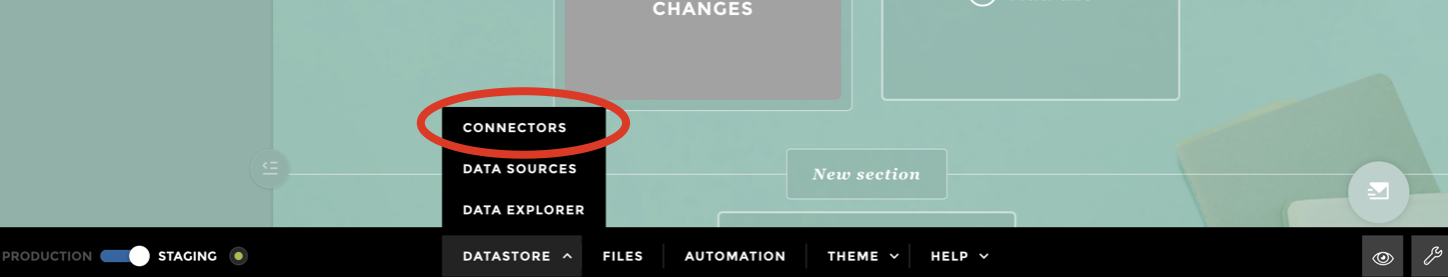 CHANGES
CONNECTORS
DATA SOURCES
New section
DATA EXPLORER
PRODUCTION STAGING DATASTORE FILES AUTOMATION THEME HELP